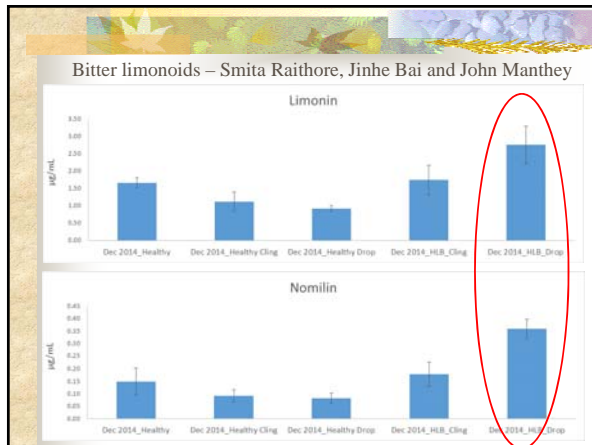 Bitter limonoids – Smita Raithore, Jinhe Bai and John Manthey
Limonin
3.50
3.00
2.50
2.00
1.50
1.00
0.50
0.00
µg/mL
Dec 2014_Healthy Dec 2014_Healthy Cling Dec 2014_Healthy Drop Dec 2014_HLB_Cling Dec 2014_HLB_Drop
Nomilin
0.45
0.40
0.35
0.30
0.25
0.20
0.15
0.10
0.05
0.00
µg/mL
Dec 2014_Healthy Dec 2014_Healthy Cling Dec 2014_Healthy Drop Dec 2014_HLB_Cling Dec 2014_HLB_Drop